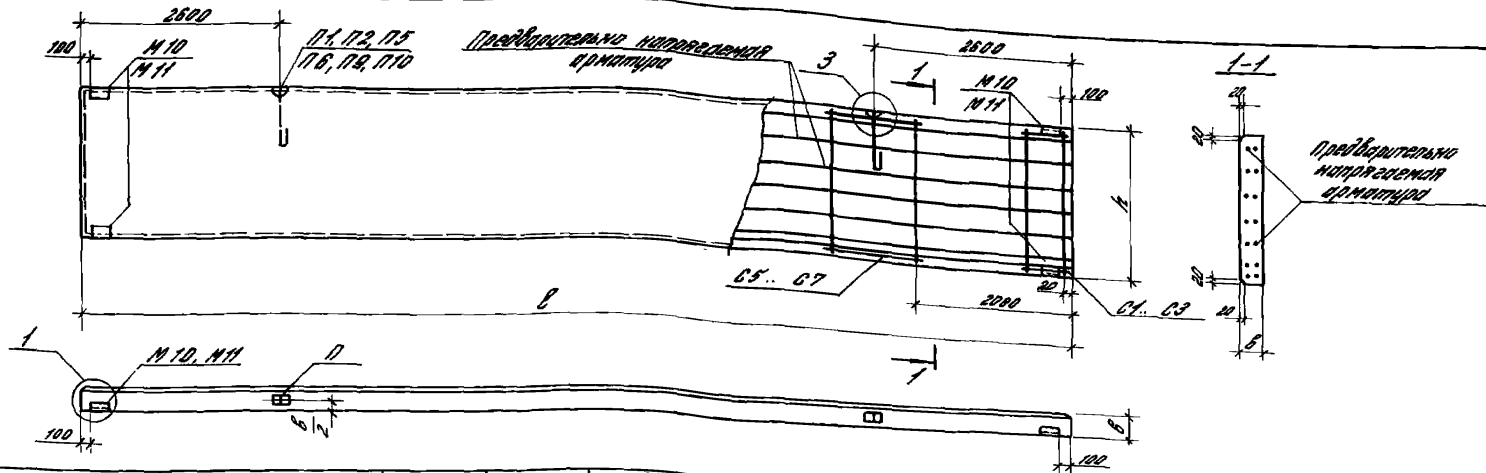 2600
100
М10
М11
П1, П2, П5
П6, П9, П10
Предварительно напрягаемая
арматура
3
1
2600
М10
М11
100
h
С5.. С7
2080
20
С1.. С3
l
1
1-1
20
20
Предварительно
напрягаемая
арматура
20
20
в
1
М10, М11
П
в
2
100
в
100